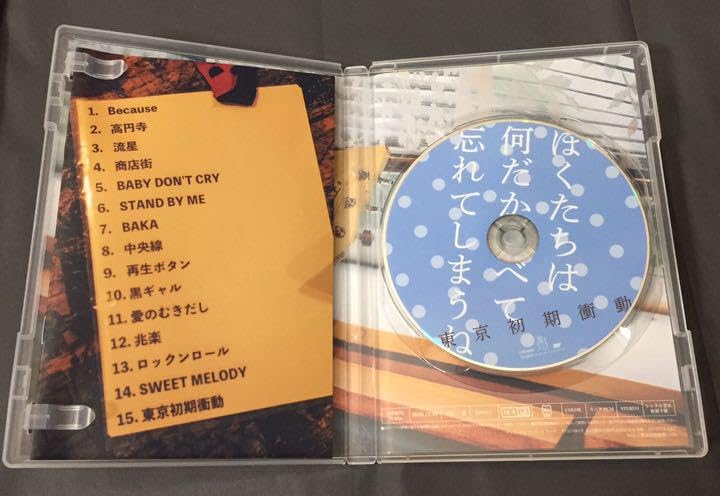 1. Because
2. 高円寺
3. 流星
4. 商店街
5. BABY DON'T CRY
6. STAND BY ME
7. BAKA
8. 中央線
9. 再生ボタン
10. 黒ギャル
11. 愛のむきだし
12. 兆楽
13. ロックンロール
14. SWEET MELODY
15. 東京初期衝動
ぼくたちは
何だか べて
忘れてしまうね
東京初期衝動
COLOR
STEREO